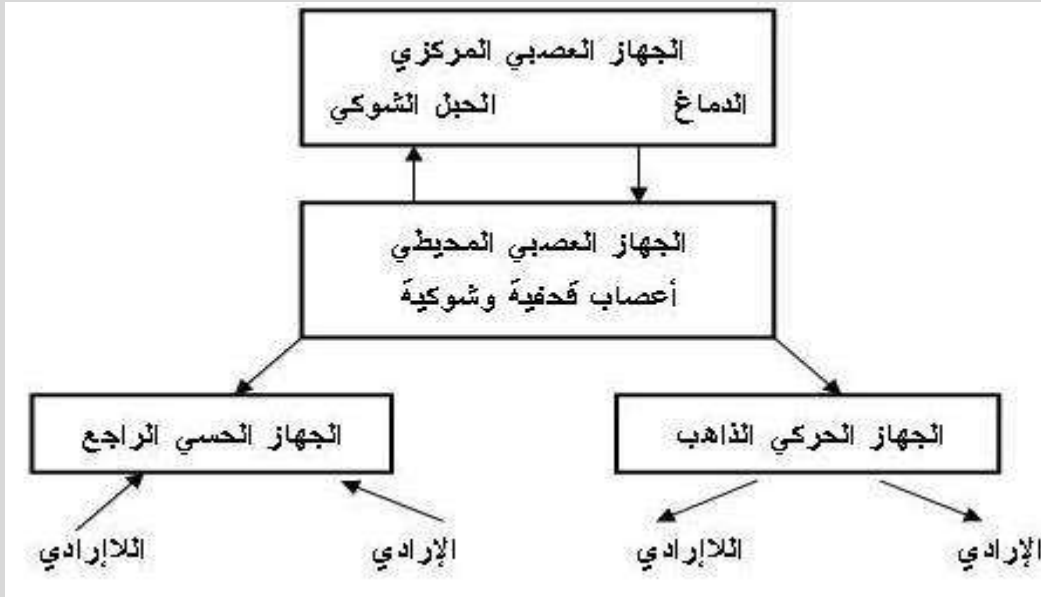 الجهاز العصبي المركزي
الدماغ الحبل الشوكي
الجهاز العصبي المحيطي
أعصاب قحفية وشوكية
الجهاز الحركي الذاهب
الجهاز الحسي الراجع
الإرادي اللاإرادي الإرادي اللاإرادي